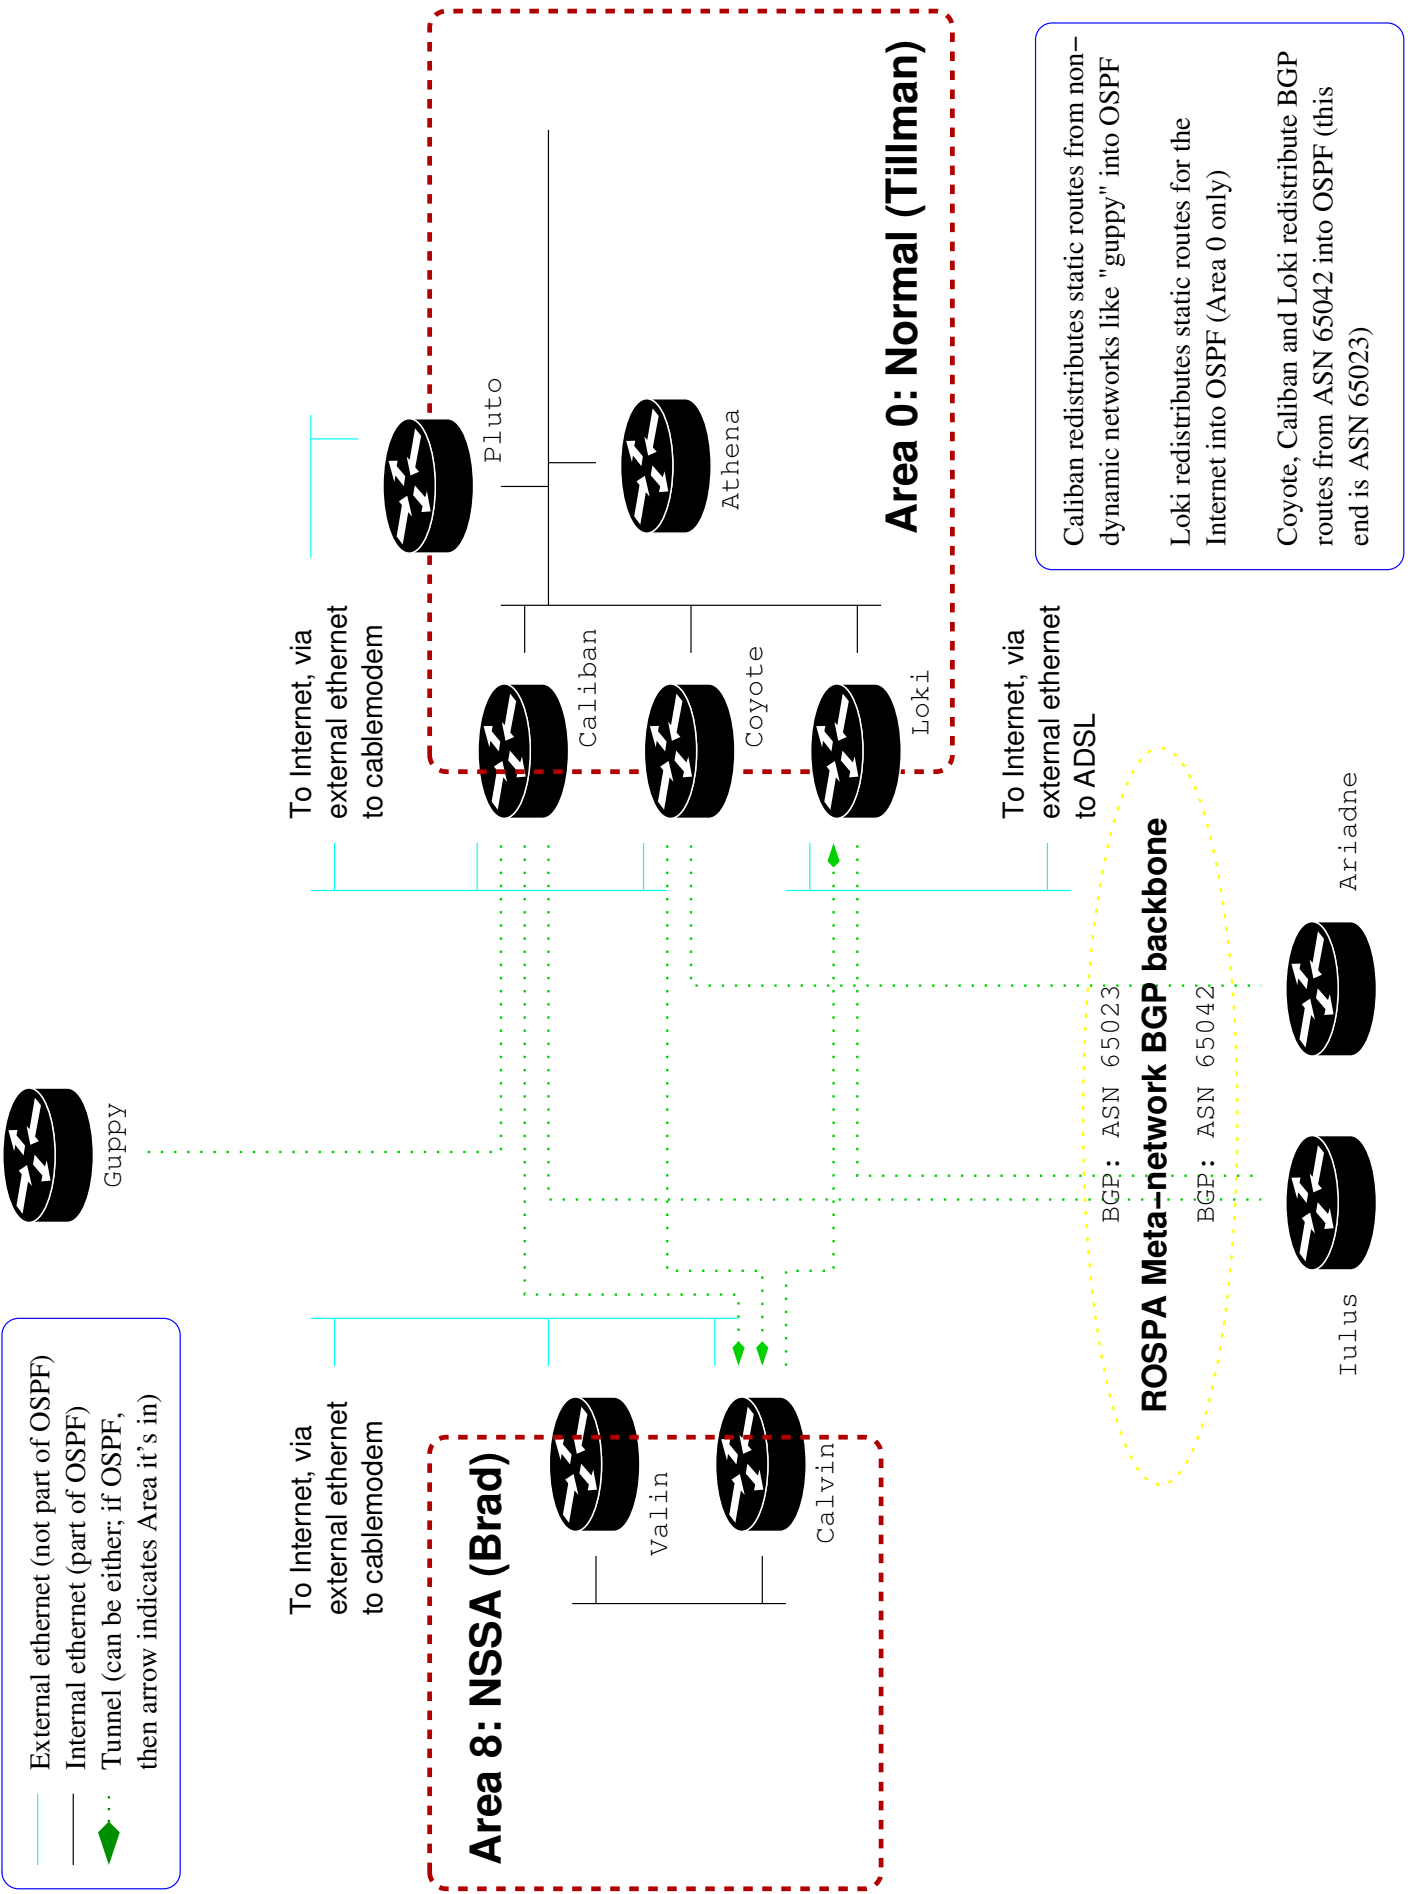 External ethernet (not part of OSPF)
Internal ethernet (part of OSPF)
Tunnel (can be either; if OSPF,
then arrow indicates Area it's in)
Guppy
To Internet, via
external ethernet
to cablemodem
To Internet, via
external ethernet
to cablemodem
Area 8: NSSA (Brad)
Valin
Calvin
Pluto
Caliban
Athena
Coyote
Loki
Area 0: Normal (Tillman)
To Internet, via
external ethernet
to ADSL
BGP: ASN 65023
ROSPA Meta-network BGP backbone
BGP: ASN 65042
Iulus
Ariadne
Caliban redistributes static routes from non-
dynamic networks like "guppy" into OSPF
Loki redistributes static routes for the
Internet into OSPF (Area 0 only)
Coyote, Caliban and Loki redistribute BGP
routes from ASN 65042 into OSPF (this
end is ASN 65023)